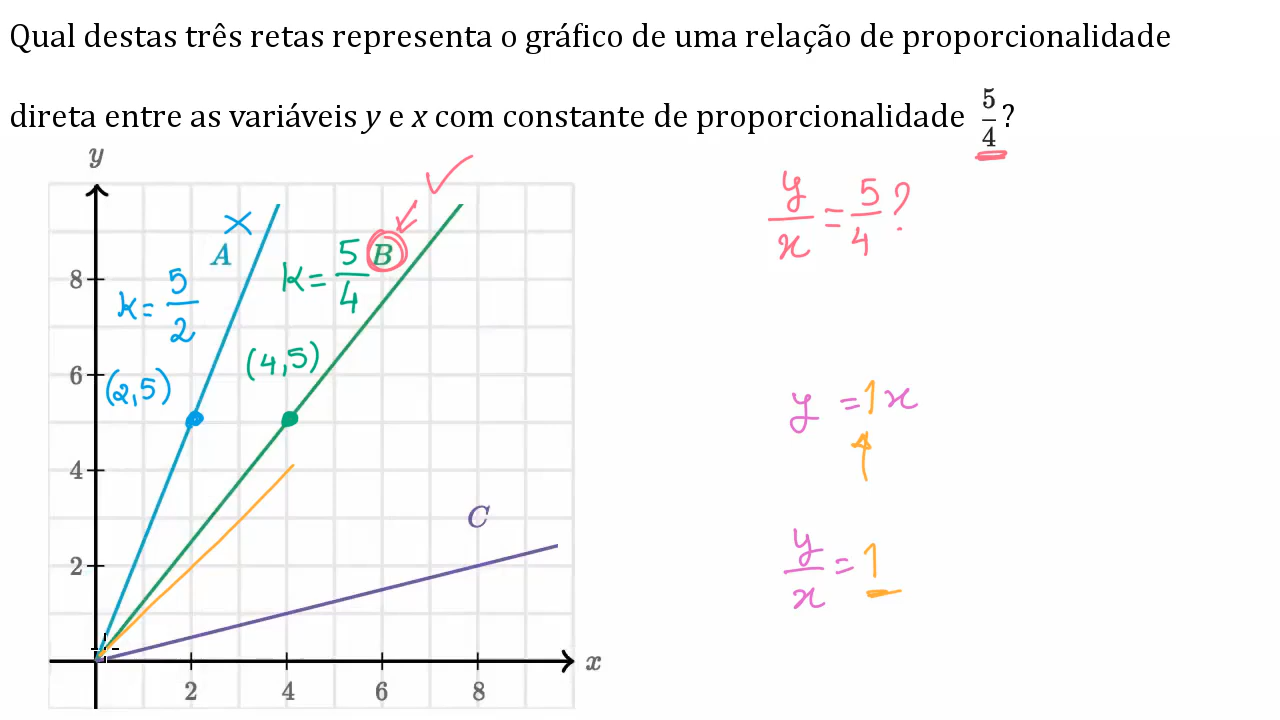 Qual destas três retas representa o gráfico de uma relação de proporcionalidade
direta entre as variáveis y e x com constante de proporcionalidade 5/4?
y
y/x = 5/4?
A
B
k = 5/4
8
k = 5/2
(4,5)
6
(2,5)
y = 1x
4
C
y/x = 1
2
x
2 4 6 8